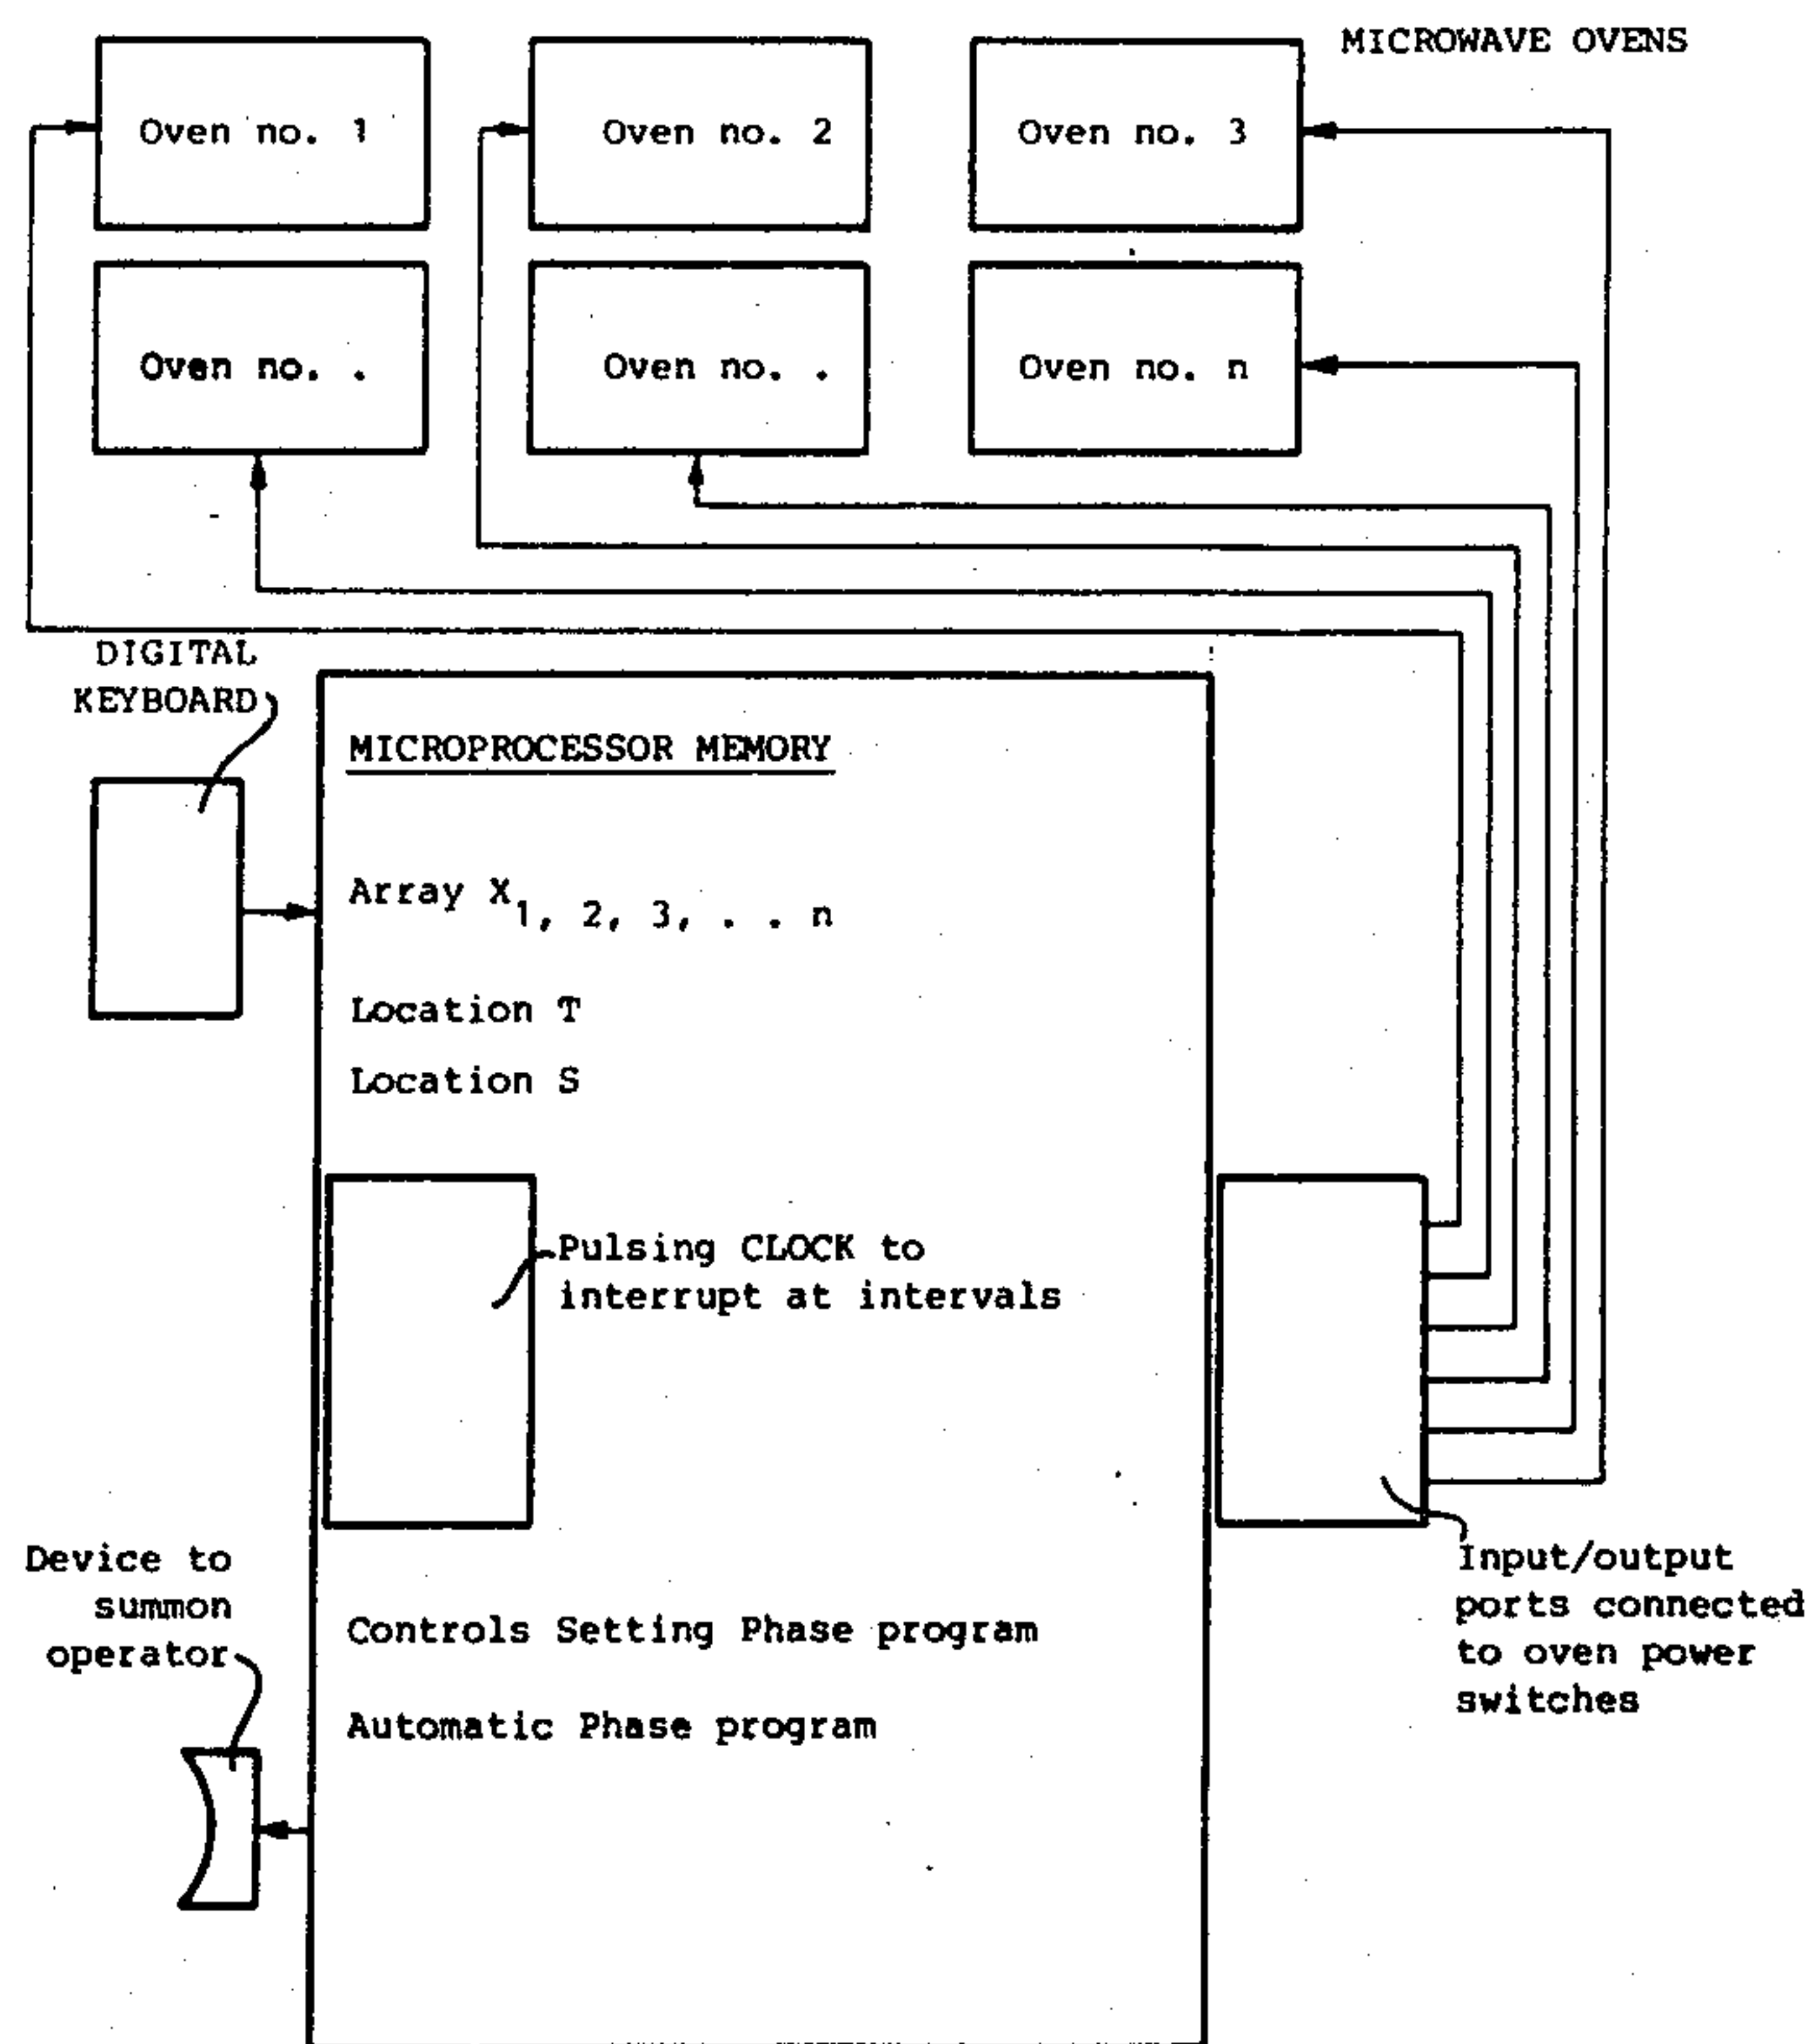 MICROWAVE OVENS
Oven no. 1
Oven no. 2
Oven no. 3
Oven no. .
Oven no. .
Oven no. n
DIGITAL
KEYBOARD
MICROPROCESSOR MEMORY
Array X1, 2, 3, . . n
Location T
Location S
Pulsing CLOCK to
interrupt at intervals
Device to
summon
operator
Input/output
ports connected
to oven power
switches
Controls Setting Phase program
Automatic Phase program